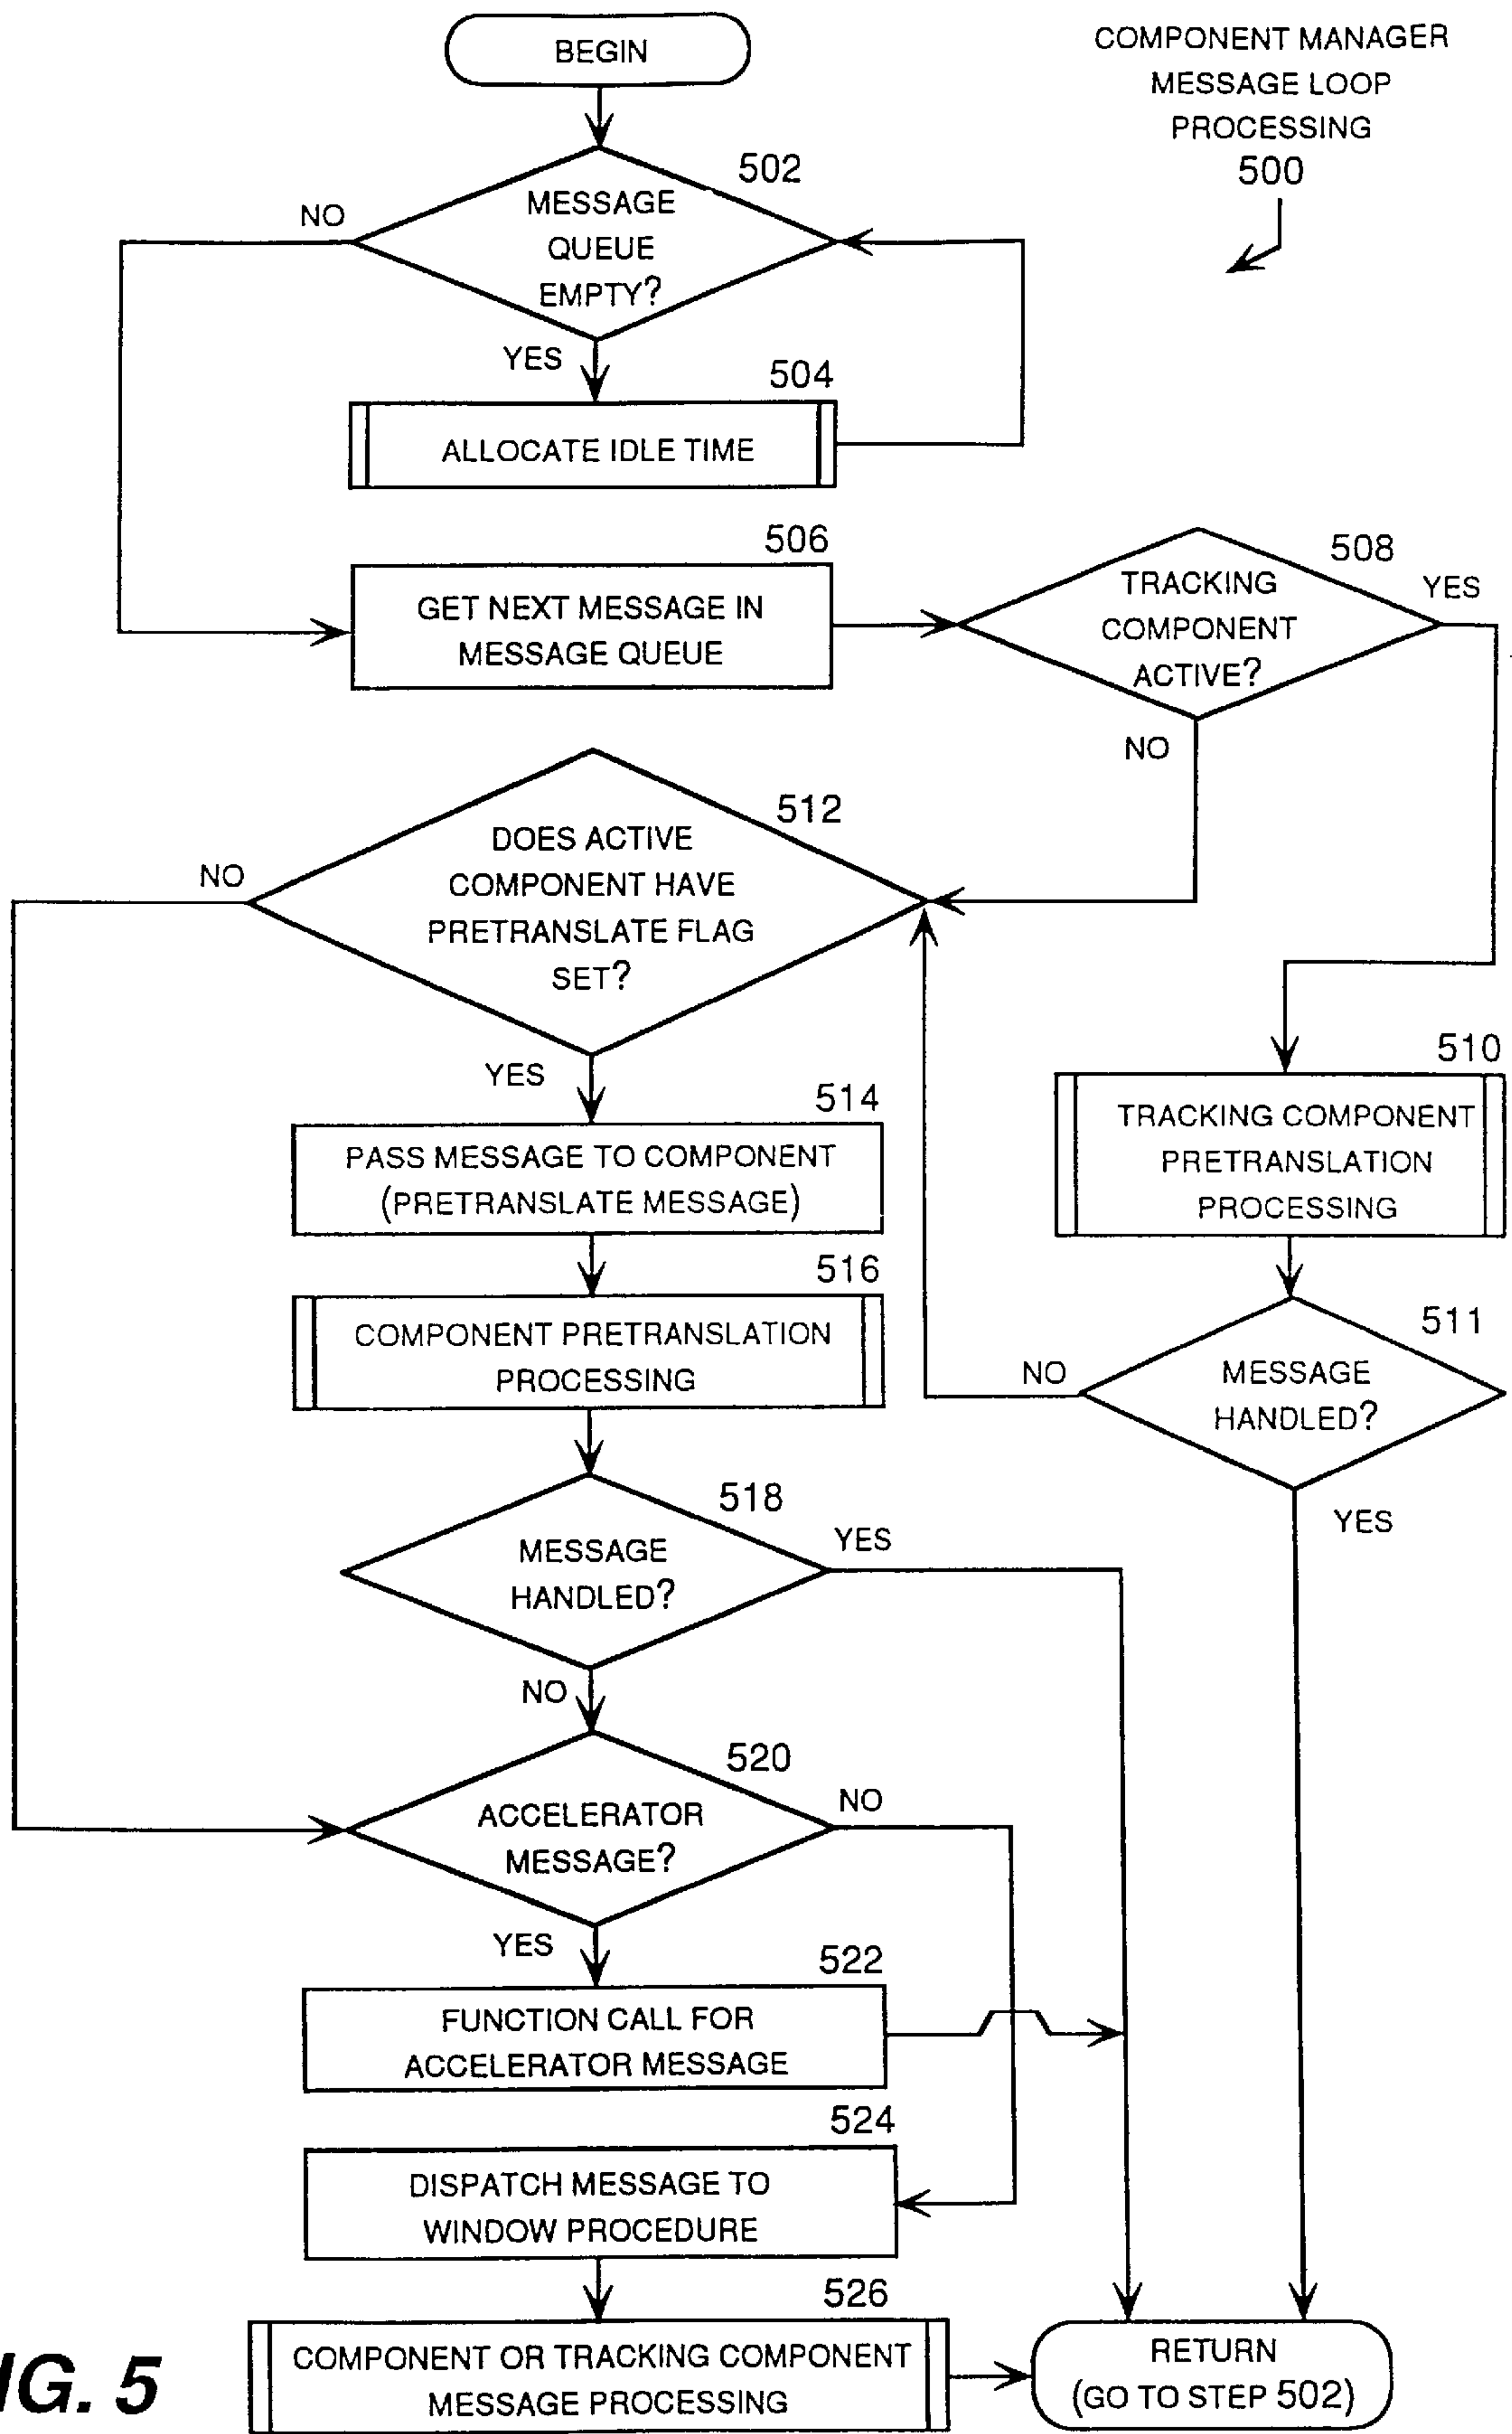 BEGIN
COMPONENT MANAGER
MESSAGE LOOP
PROCESSING
500
502
MESSAGE
QUEUE
EMPTY?
NO
YES
504
ALLOCATE IDLE TIME
506
GET NEXT MESSAGE IN
MESSAGE QUEUE
508
TRACKING
COMPONENT
ACTIVE?
YES
NO
512
DOES ACTIVE
COMPONENT HAVE
PRETRANSLATE FLAG
SET?
NO
YES
510
TRACKING COMPONENT
PRETRANSLATION
PROCESSING
514
PASS MESSAGE TO COMPONENT
(PRETRANSLATE MESSAGE)
516
COMPONENT PRETRANSLATION
PROCESSING
511
MESSAGE
HANDLED?
NO
YES
518
MESSAGE
HANDLED?
YES
NO
520
ACCELERATOR
MESSAGE?
NO
YES
522
FUNCTION CALL FOR
ACCELERATOR MESSAGE
524
DISPATCH MESSAGE TO
WINDOW PROCEDURE
526
COMPONENT OR TRACKING COMPONENT
MESSAGE PROCESSING
RETURN
(GO TO STEP 502)
IG. 5